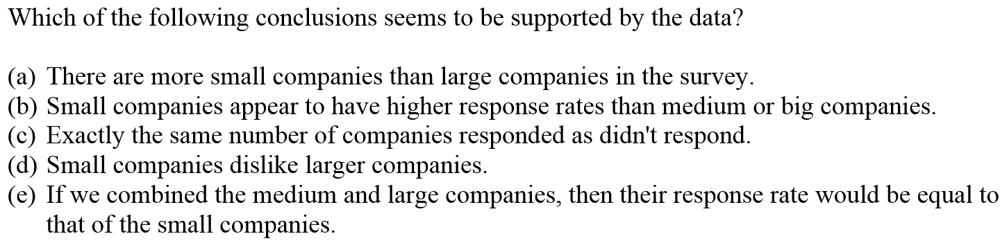 Which of the following conclusions seems to be supported by the data?
(a) There are more small companies than large companies in the survey.
(b) Small companies appear to have higher response rates than medium or big companies.
(c) Exactly the same number of companies responded as didn't respond.
(d) Small companies dislike larger companies.
(e) If we combined the medium and large companies, then their response rate would be equal to
that of the small companies.